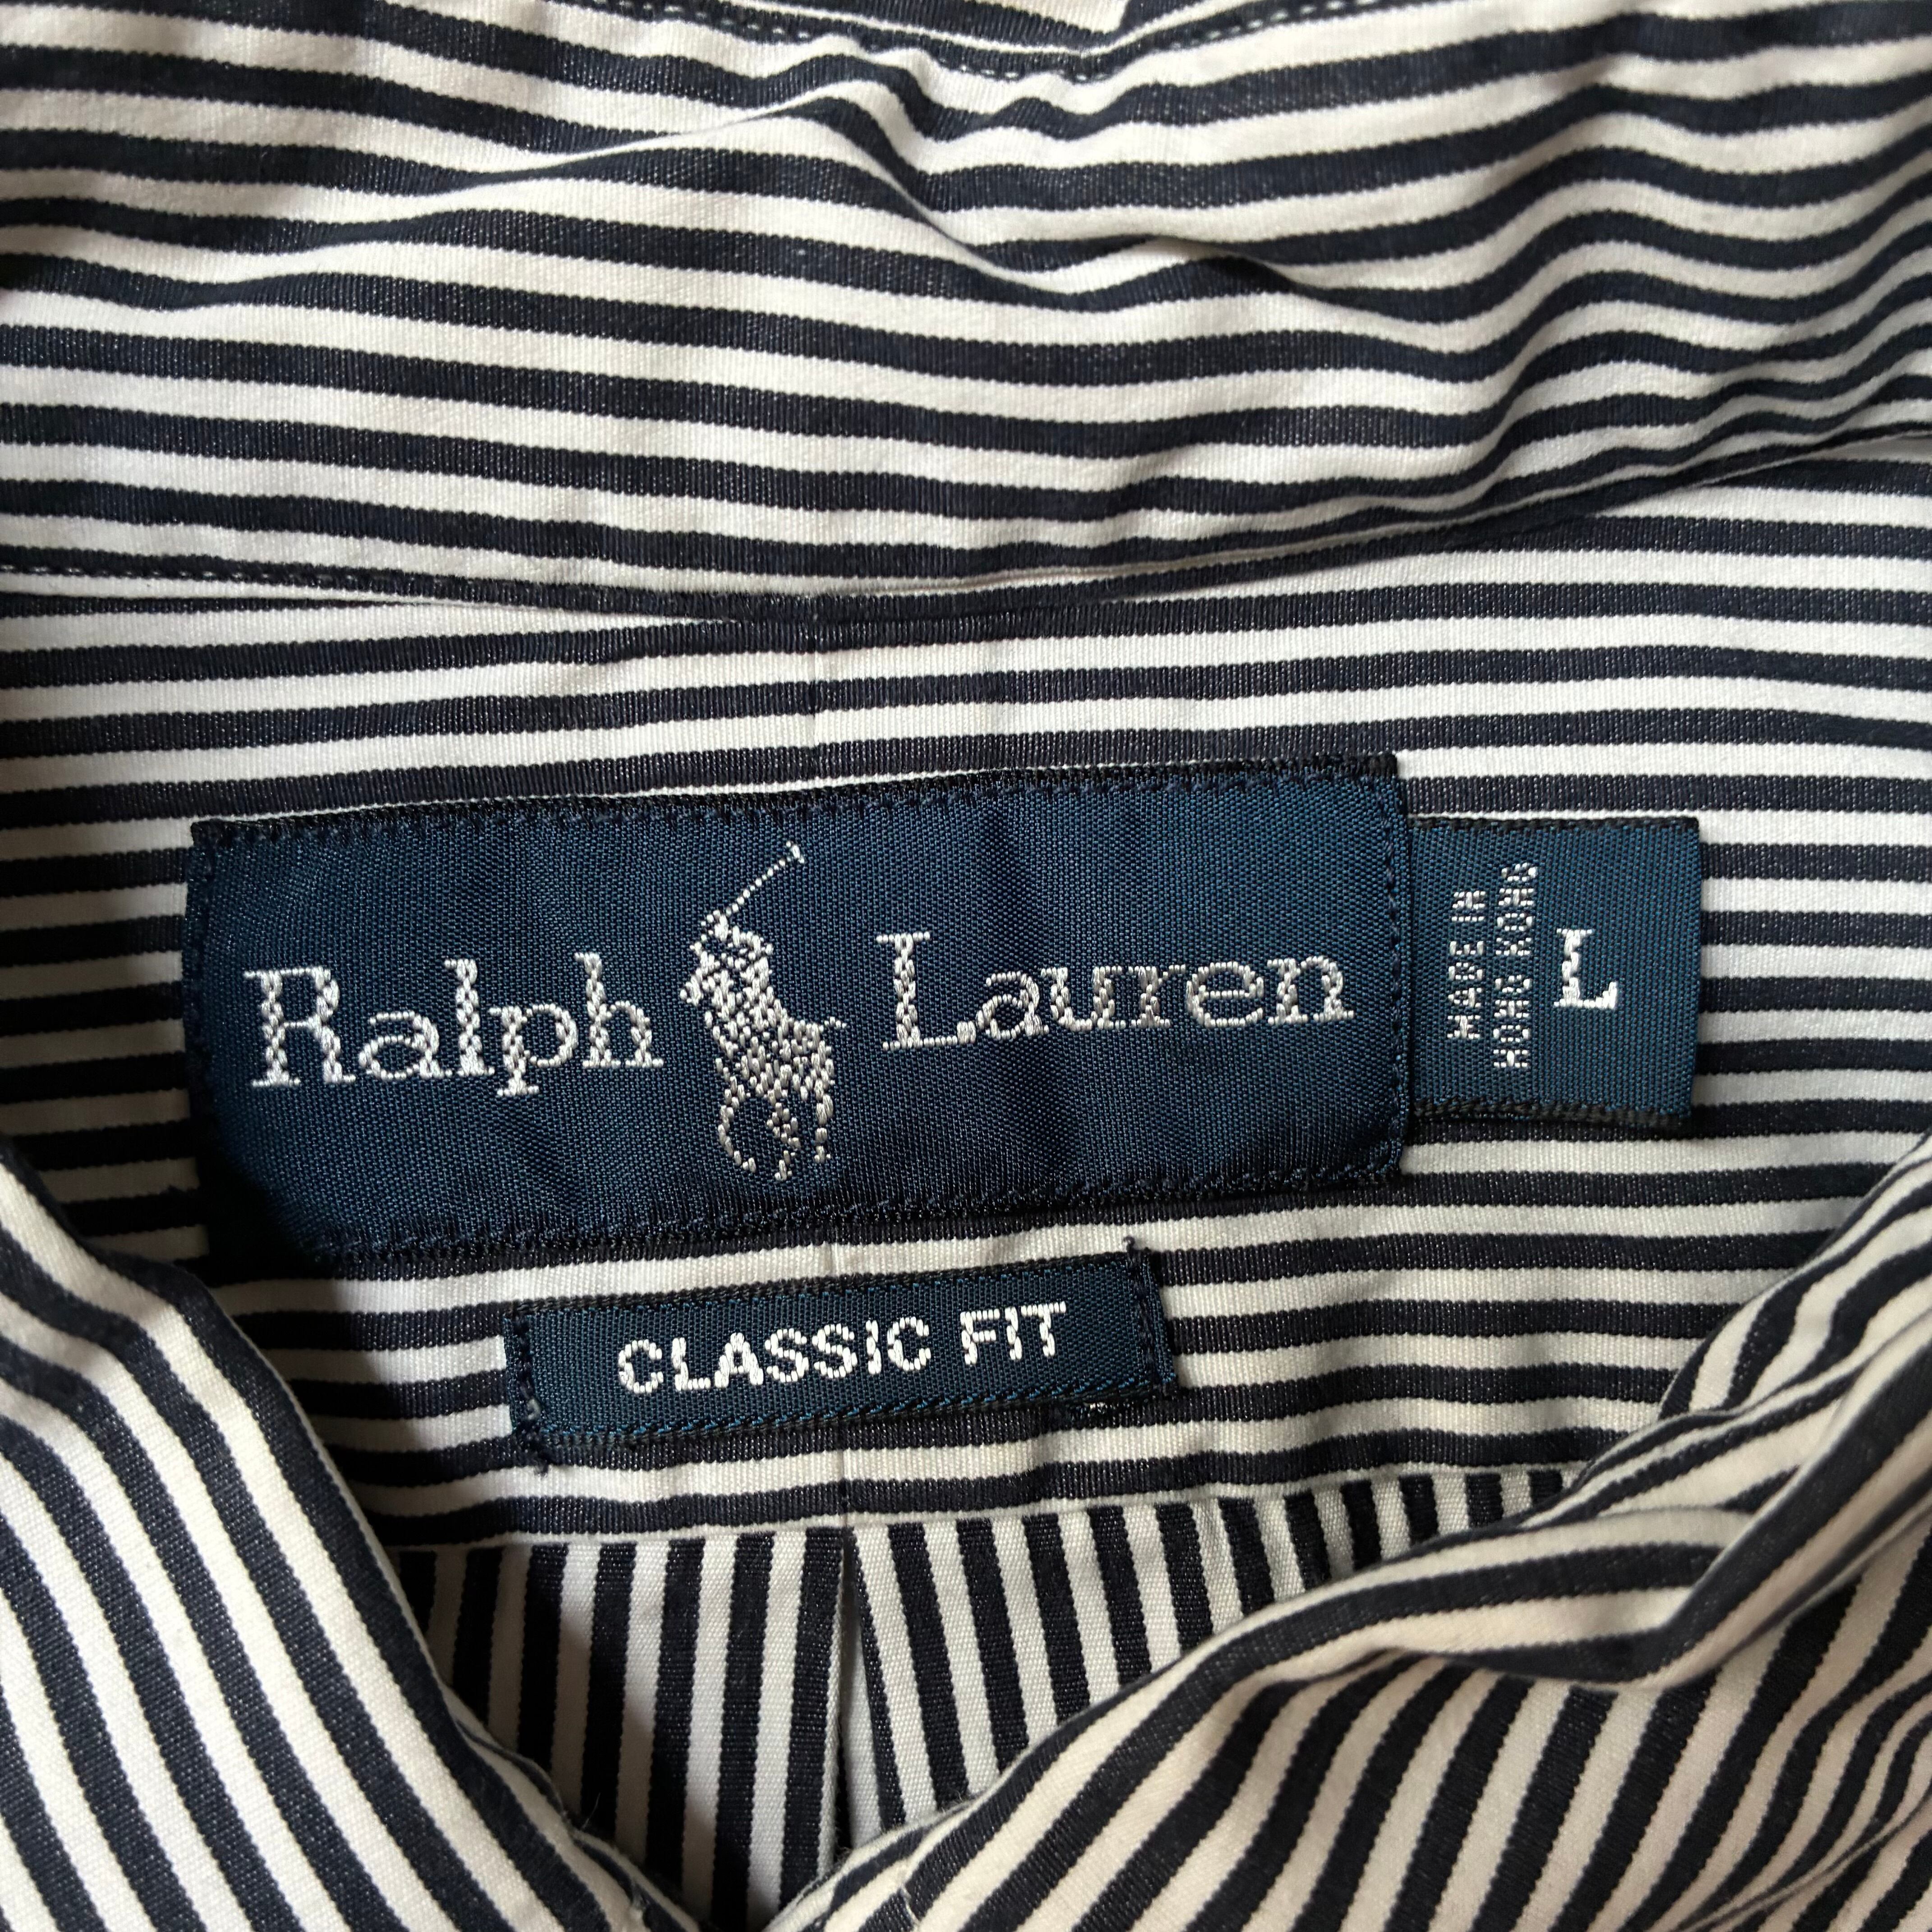 Ralph Lauren
MADE IN
HONG KONG
L
CLASSIC FIT